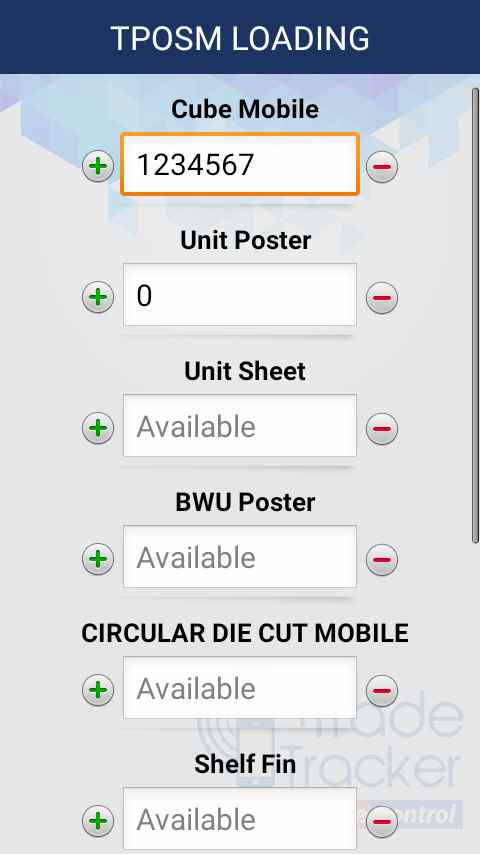 TPOSM LOADING
Cube Mobile
1234567
Unit Poster
0
Unit Sheet
Available
BWU Poster
Available
CIRCULAR DIE CUT MOBILE
Available
Trade
Shelf Fin
Tracker
Available
control